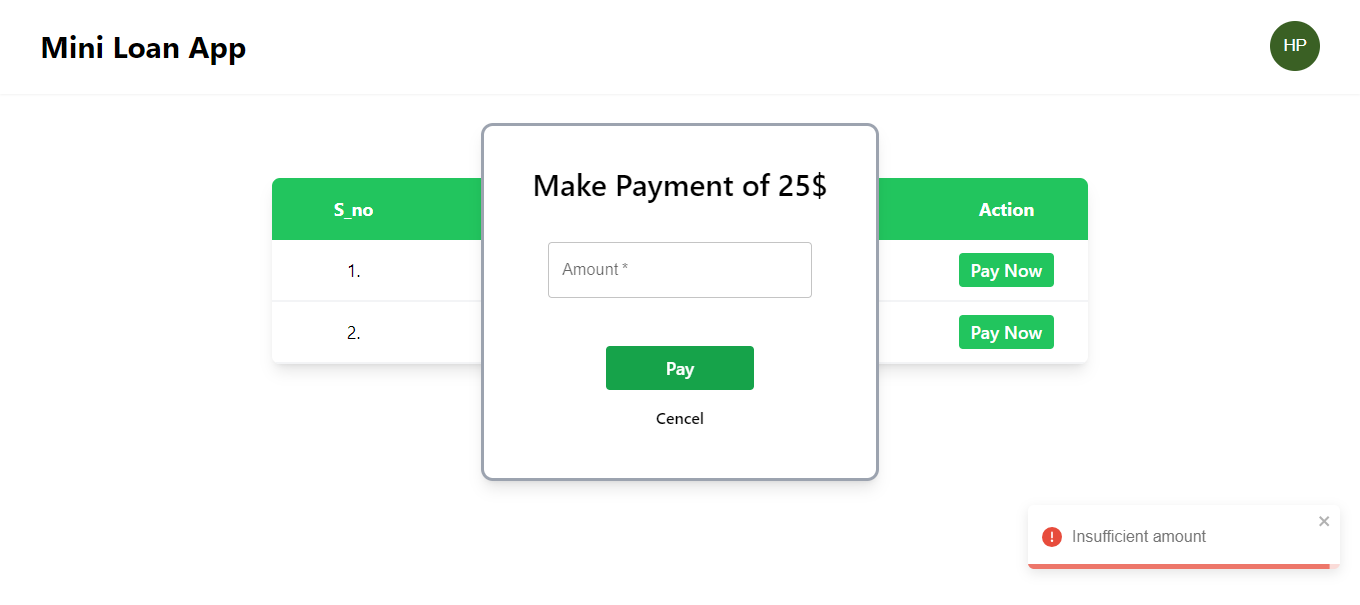 Mini Loan App
HP
Make Payment of 25$
S_no
Action
Amount *
1.
Pay Now
2.
Pay Now
Pay
Cencel
Insufficient amount